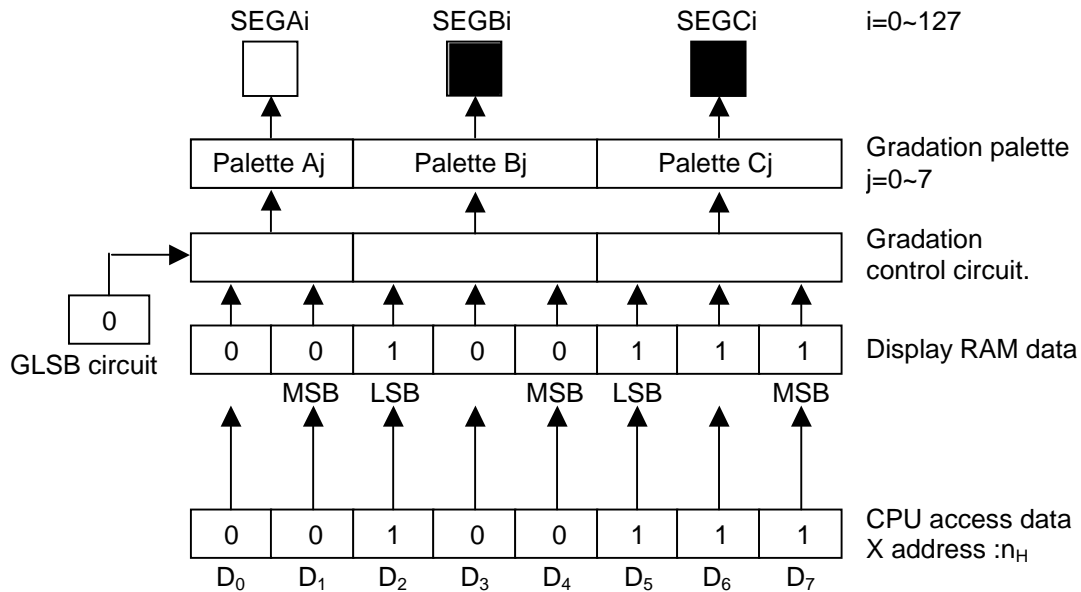 SEGAi SEGBi SEGCi i=0~127
Palette Aj Palette Bj Palette Cj Gradation palette
j=0~7
Gradation
control circuit.
0
GLSB circuit
0 0 1 0 0 1 1 1 Display RAM data
MSB LSB MSB LSB MSB
0 0 1 0 0 1 1 1 CPU access data
X address :nH
D0 D1 D2 D3 D4 D5 D6 D7